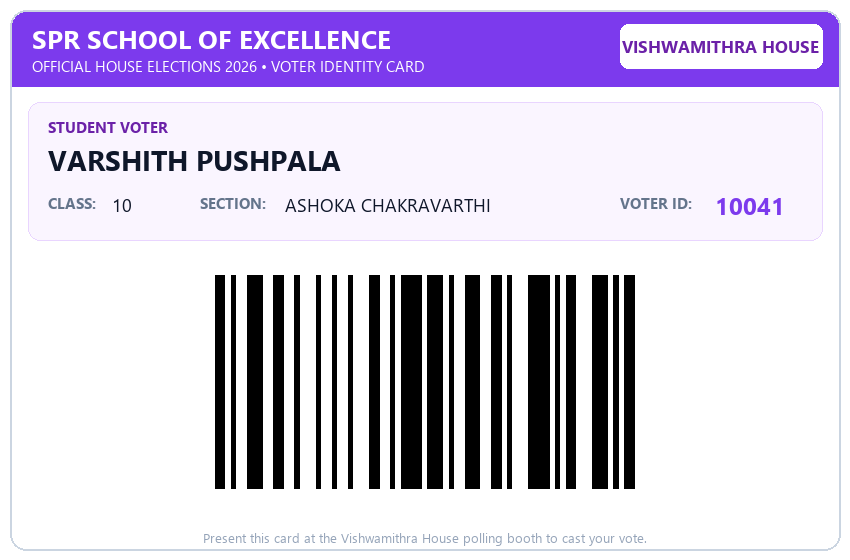 SPR SCHOOL OF EXCELLENCE
OFFICIAL HOUSE ELECTIONS 2026 • VOTER IDENTITY CARD
VISHWAMITHRA HOUSE
STUDENT VOTER
VARSHITH PUSHPALA
CLASS: 10 SECTION: ASHOKA CHAKRAVARTHI VOTER ID: 10041
Present this card at the Vishwamithra House polling booth to cast your vote.